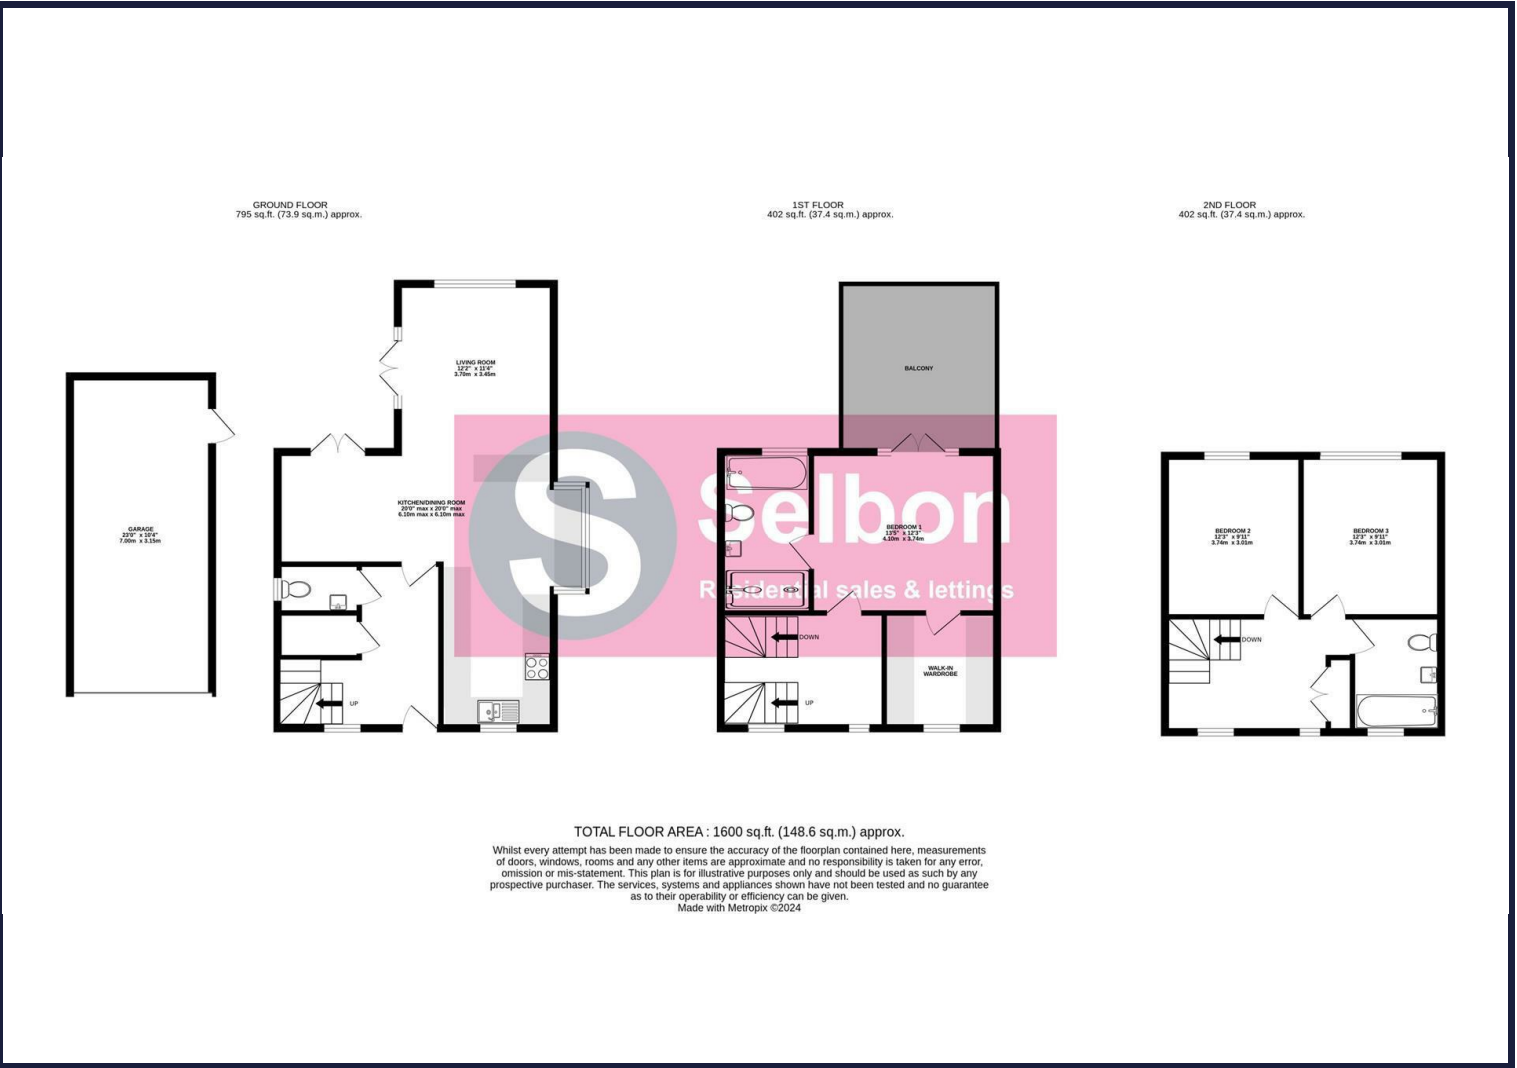 GROUND FLOOR
795 sq.ft. (73.9 sq.m.) approx.
1ST FLOOR
402 sq.ft. (37.4 sq.m.) approx.
2ND FLOOR
402 sq.ft. (37.4 sq.m.) approx.
LIVING ROOM
12'2" x 11'4"
3.70m x 3.45m
BALCONY
KITCHEN/DINING ROOM
20'0" max x 20'0" max
6.10m max x 6.10m max
GARAGE
23'0" x 10'4"
7.00m x 3.15m
UP
Selbon
Residential sales & lettings
BEDROOM 1
13'5" x 12'3"
4.10m x 3.74m
DOWN
UP
WALK-IN
WARDROBE
BEDROOM 2
12'3" x 9'11"
3.74m x 3.01m
BEDROOM 3
12'3" x 9'11"
3.74m x 3.01m
DOWN
TOTAL FLOOR AREA : 1600 sq.ft. (148.6 sq.m.) approx.
Whilst every attempt has been made to ensure the accuracy of the floorplan contained here, measurements
of doors, windows, rooms and any other items are approximate and no responsibility is taken for any error,
omission or mis-statement. This plan is for illustrative purposes only and should be used as such by any
prospective purchaser. The services, systems and appliances shown have not been tested and no guarantee
as to their operability or efficiency can be given.
Made with Metropix ©2024